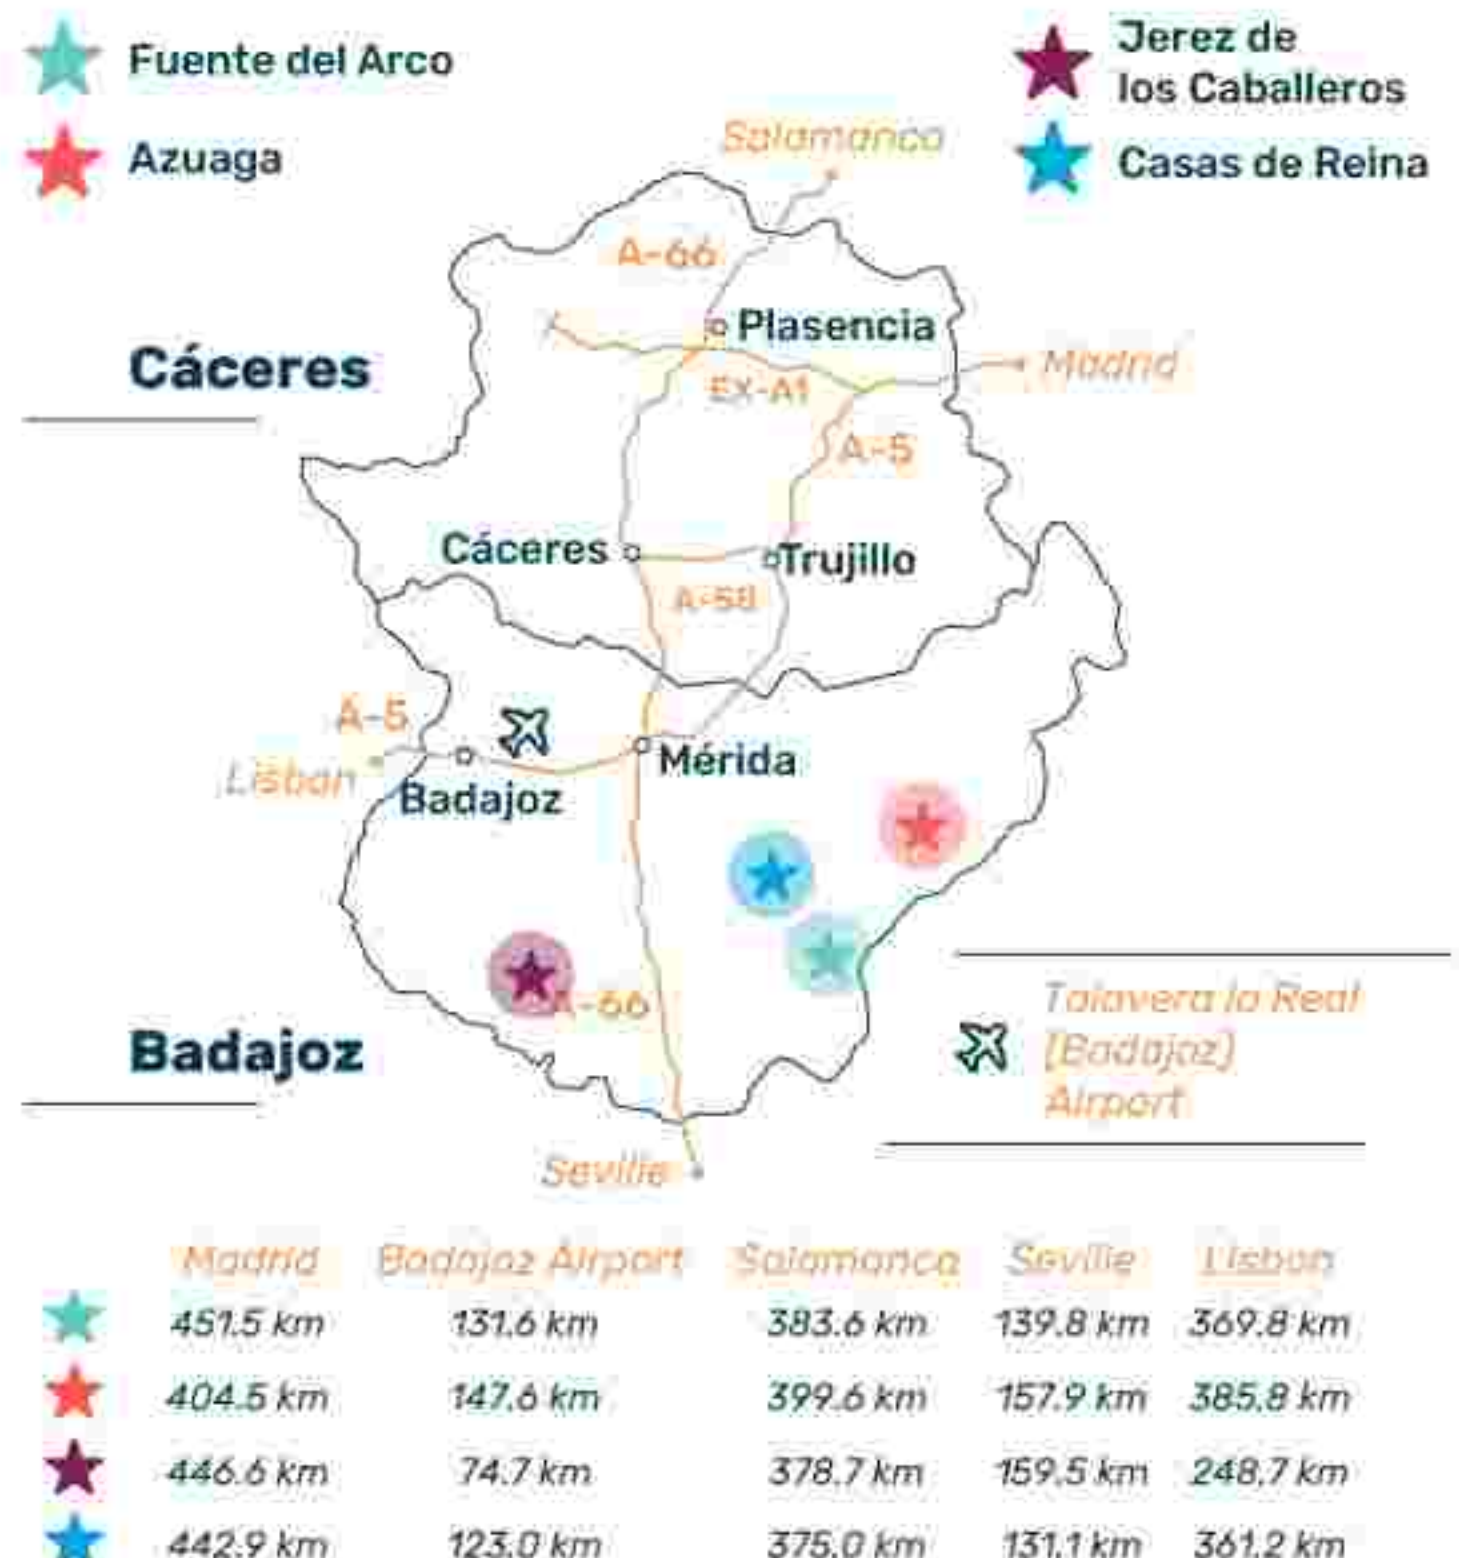 Fuente del Arco
Azuaga
Jerez de
los Caballeros
Casas de Reina
Salamanca
A-66
Plasencia
Cáceres
Madrid
EX-A1
A-5
Cáceres
Trujillo
A-58
A-5
Lisbon
Badajoz
Mérida
A-66
Badajoz
Talavera la Real
(Badajoz)
Airport
Seville
Madrid Badajoz Airport Salamanca Seville Lisbon
451.5 km 131.6 km 383.6 km 139.8 km 369.8 km
404.5 km 147.6 km 399.6 km 157.9 km 385.8 km
446.6 km 74.7 km 378.7 km 159.5 km 248.7 km
442.9 km 123.0 km 375.0 km 131.1 km 361.2 km